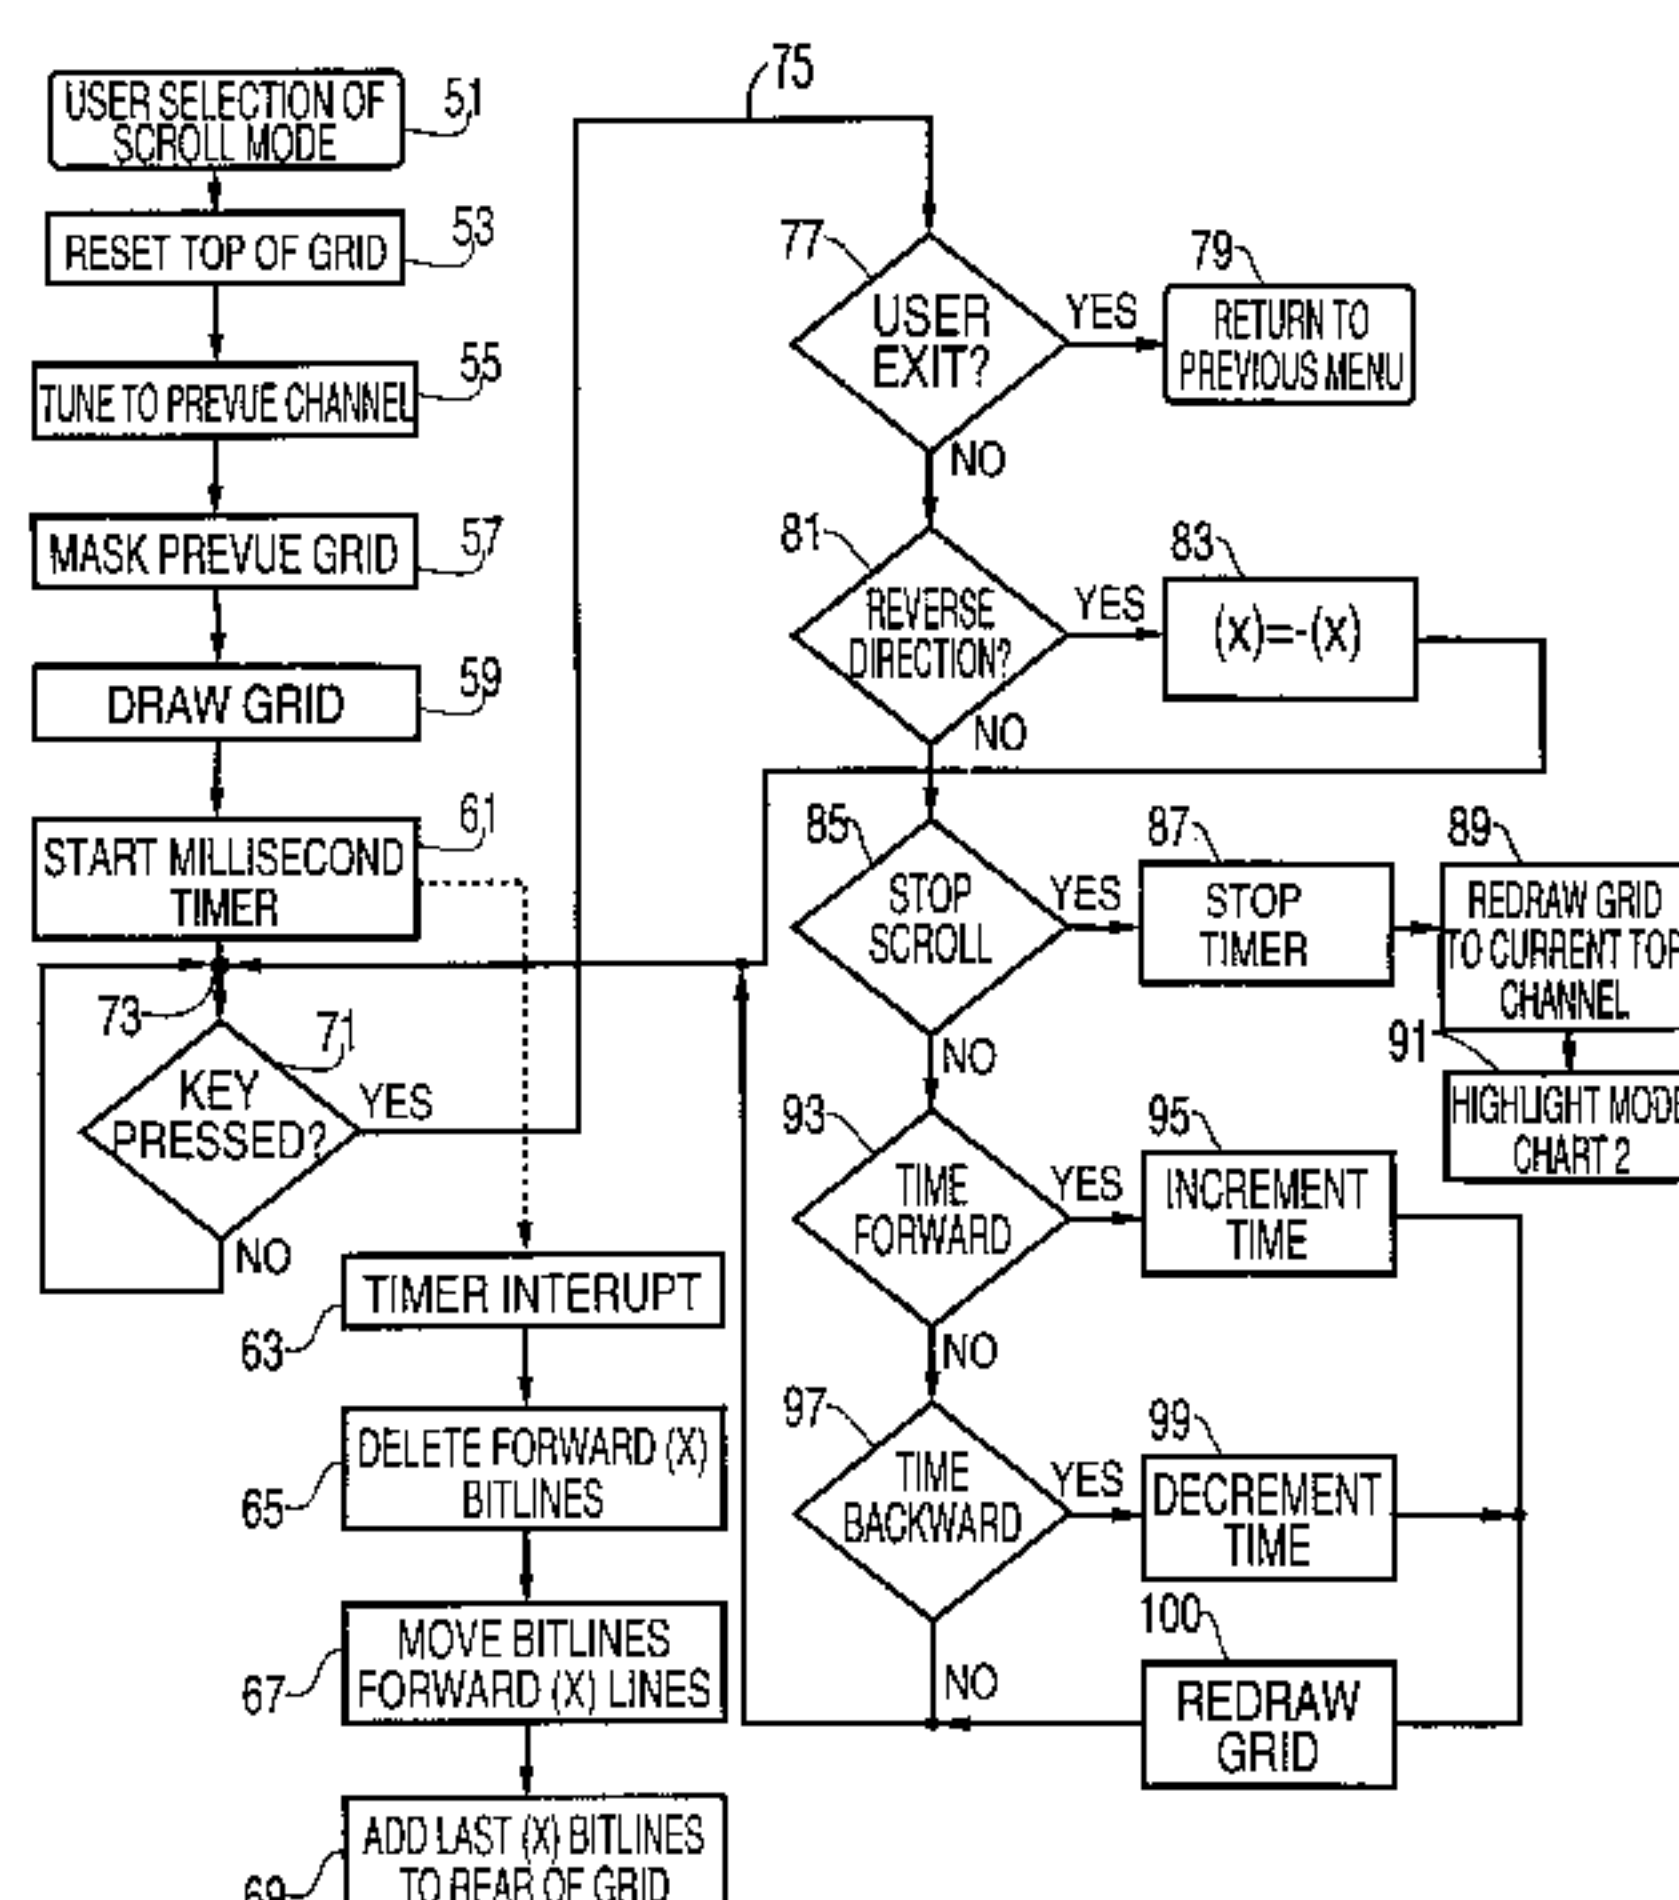 75
USER SELECTION OF
SCROLL MODE
51
RESET TOP OF GRID
53
TUNE TO PREVUE CHANNEL
55
MASK PREVUE GRID
57
DRAW GRID
59
START MILLISECOND
TIMER
61
73
71
KEY
PRESSED?
YES
NO
TIMER INTERUPT
63
DELETE FORWARD (X)
BITLINES
65
MOVE BITLINES
FORWARD (X) LINES
67
ADD LAST (X) BITLINES
TO REAR OF GRID
69
77
USER
EXIT?
YES
NO
79
RETURN TO
PREVIOUS MENU
81
REVERSE
DIRECTION?
YES
NO
83
(x)=-(x)
85
STOP
SCROLL
YES
NO
87
STOP
TIMER
89
REDRAW GRID
TO CURRENT TOP
CHANNEL
91
HIGHLIGHT MODE
CHART 2
93
TIME
FORWARD
YES
NO
95
INCREMENT
TIME
97
TIME
BACKWARD
YES
NO
99
DECREMENT
TIME
100
REDRAW
GRID